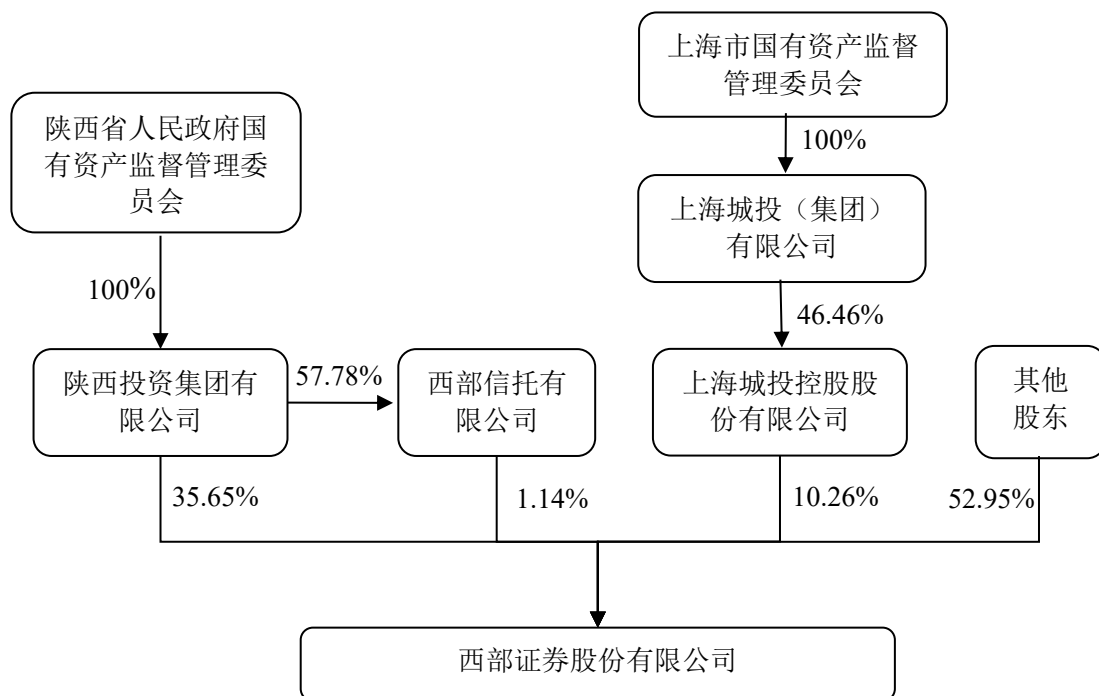 上海市国有资产监督
管理委员会
陕西省人民政府国
有资产监督管理委
员会
100%
上海城投（集团）
有限公司
100%
46.46%
陕西投资集团有
限公司
57.78%
西部信托有
限公司
上海城投控股股
份有限公司
其他
股东
35.65%
1.14%
10.26%
52.95%
西部证券股份有限公司